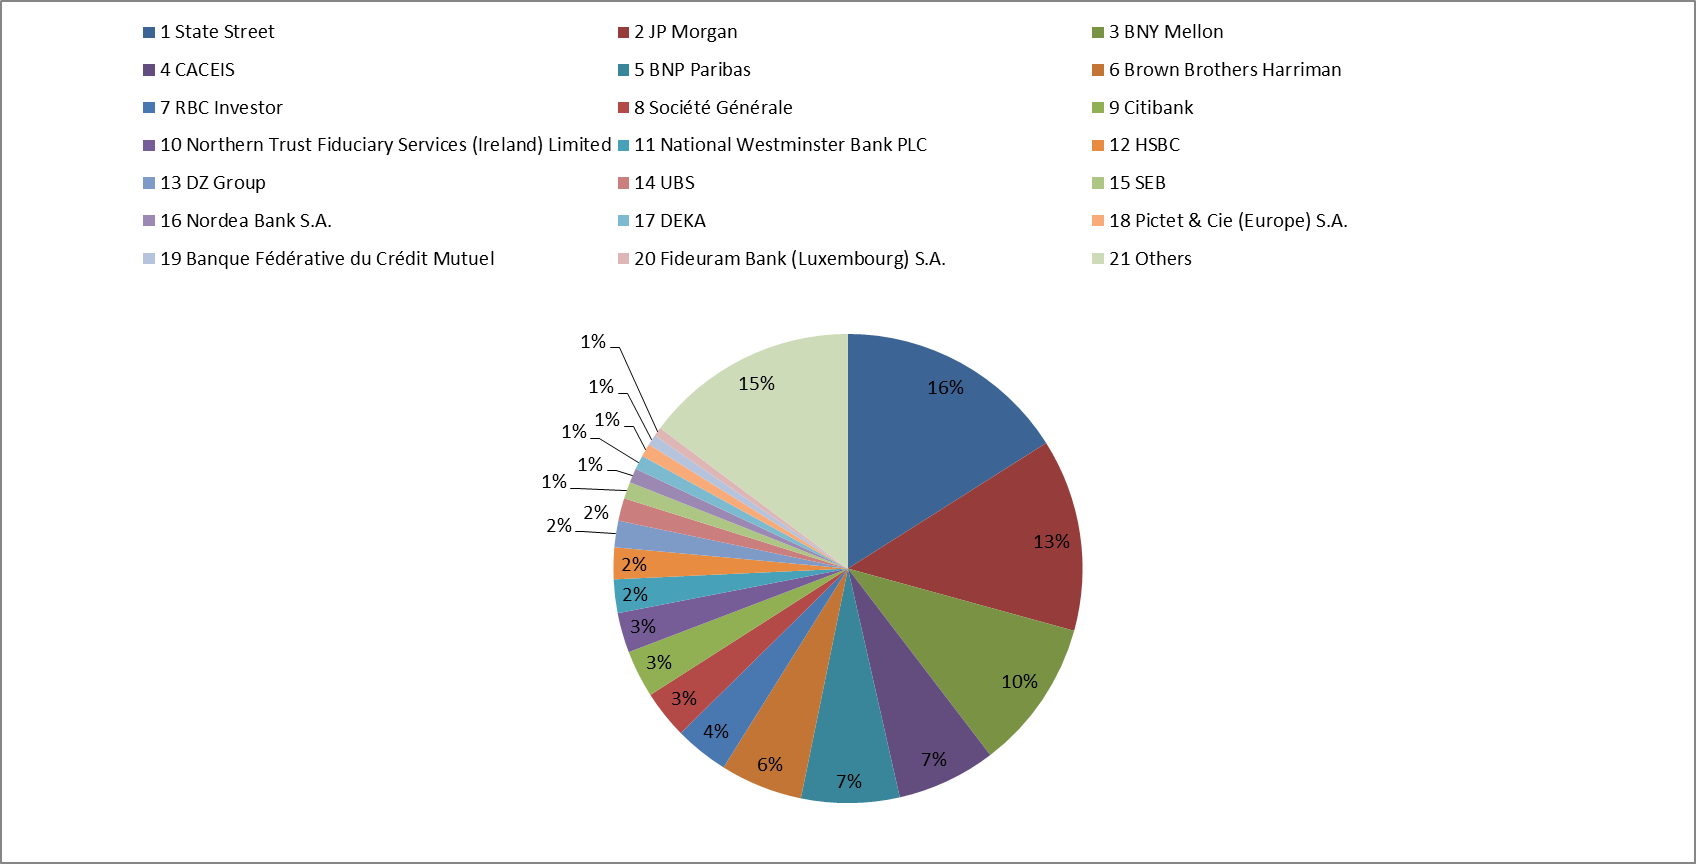 1 State Street
2 JP Morgan
3 BNY Mellon
4 CACEIS
5 BNP Paribas
6 Brown Brothers Harriman
7 RBC Investor
8 Société Générale
9 Citibank
10 Northern Trust Fiduciary Services (Ireland) Limited
11 National Westminster Bank PLC
12 HSBC
13 DZ Group
14 UBS
15 SEB
16 Nordea Bank S.A.
17 DEKA
18 Pictet & Cie (Europe) S.A.
19 Banque Fédérative du Crédit Mutuel
20 Fideuram Bank (Luxembourg) S.A.
21 Others
16%
13%
10%
7%
7%
6%
4%
3%
3%
3%
2%
2%
2%
2%
1%
1%
1%
1%
1%
1%
15%